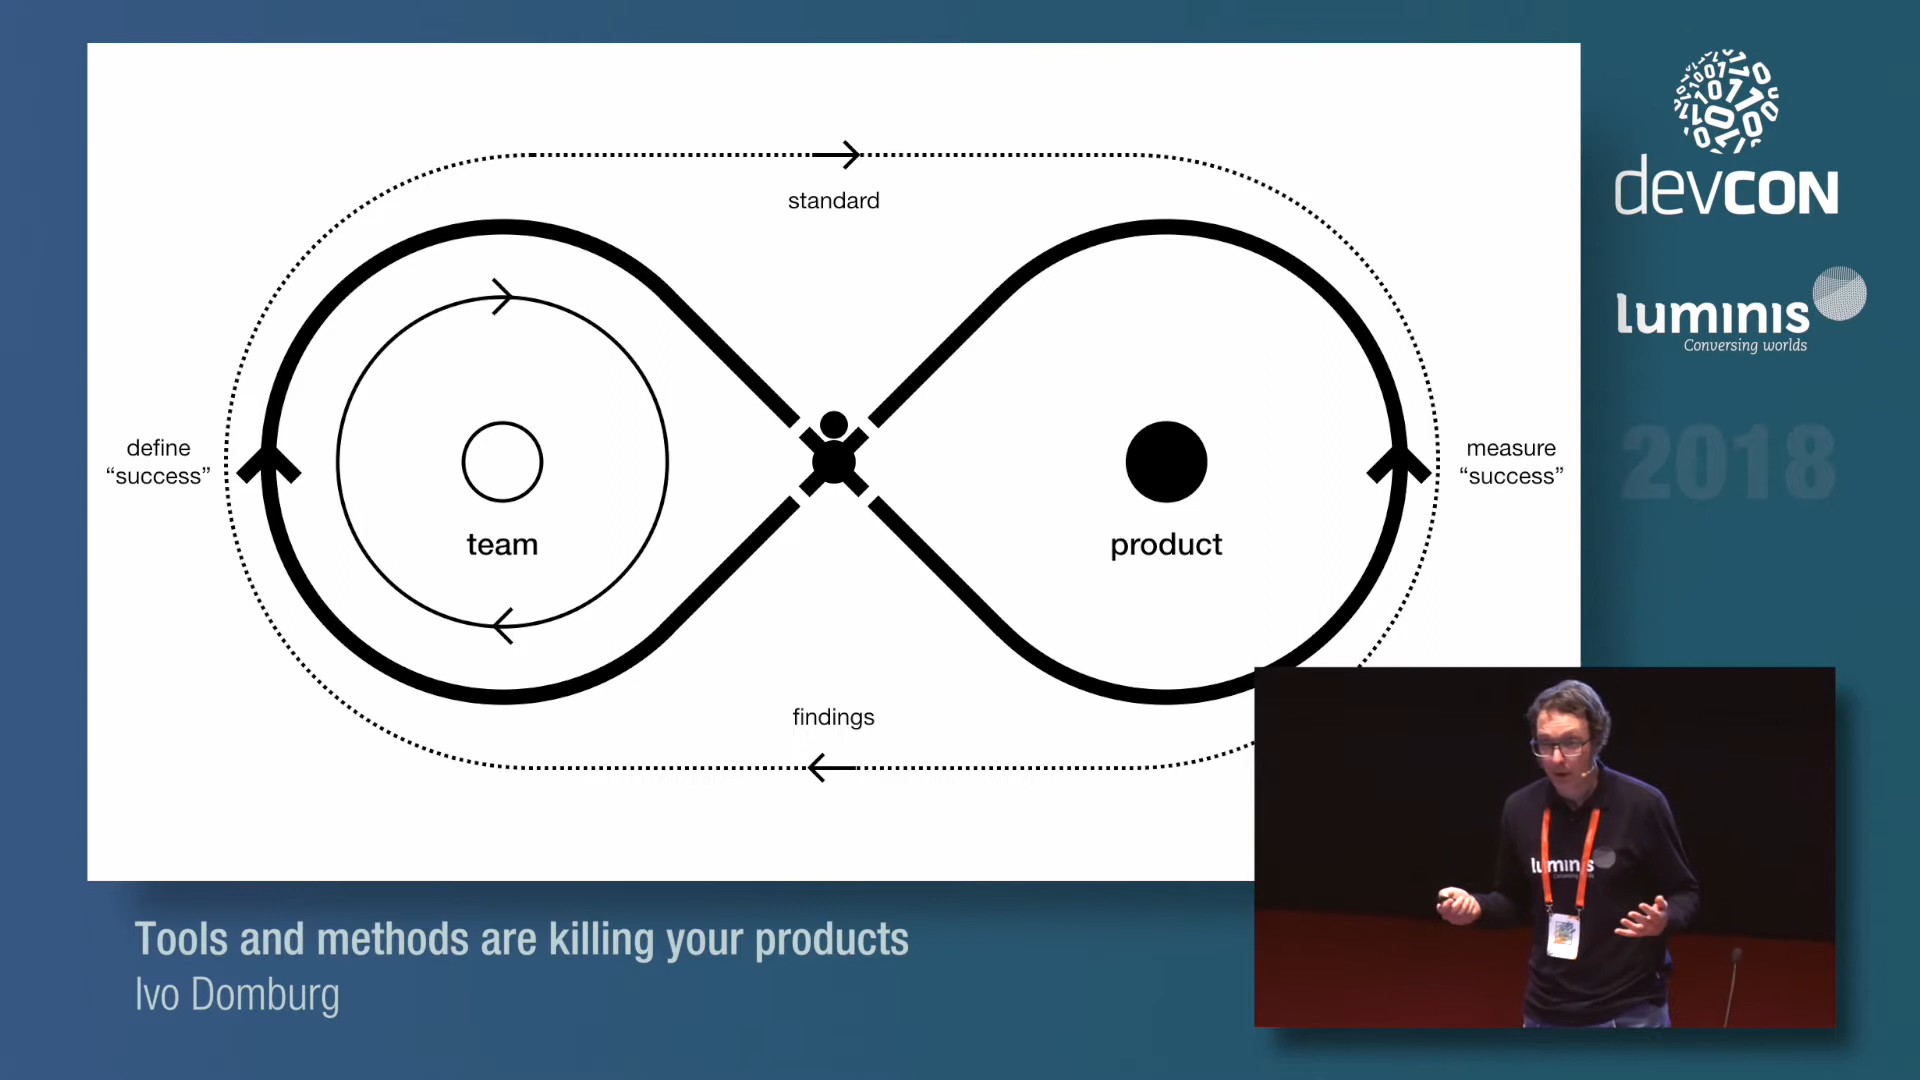 standard
define
“success”
team
product
measure
“success”
findings
devcon
luminis
Conversing worlds
2018
luminis
Tools and methods are killing your products
Ivo Domburg